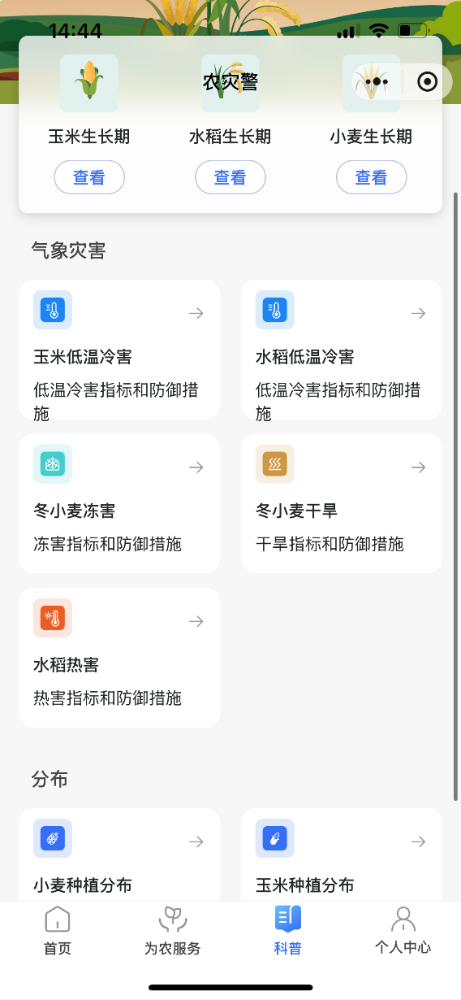 14:44
农灾警
玉米生长期
水稻生长期
小麦生长期
查看
查看
查看
气象灾害
玉米低温冷害
低温冷害指标和防御措
施
水稻低温冷害
低温冷害指标和防御措
施
冬小麦冻害
冻害指标和防御措施
冬小麦干旱
干旱指标和防御措施
水稻热害
热害指标和防御措施
分布
小麦种植分布
玉米种植分布
首页
为农服务
科普
个人中心